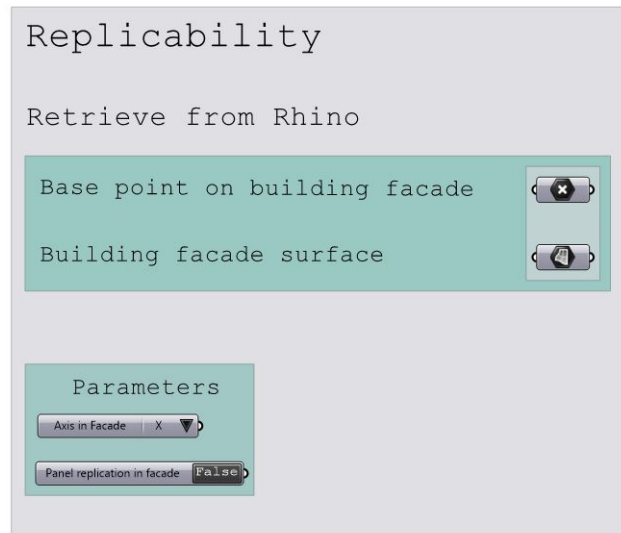 Replicability
Retrieve from Rhino
Base point on building facade
Building facade surface
Parameters
Axis in Facade X
Panel replication in facade False